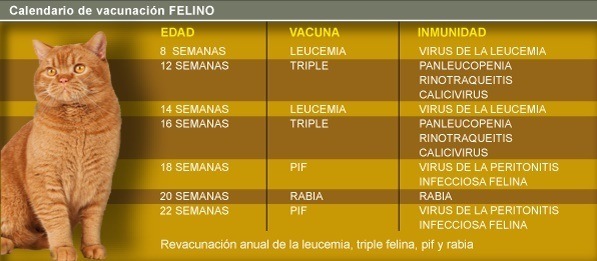 Calendario de vacunación FELINO
EDAD VACUNA INMUNIDAD
8 SEMANAS LEUCEMIA VIRUS DE LA LEUCEMIA
12 SEMANAS TRIPLE PANLEUCOPENIA
RINOTRAQUEITIS
CALICIVIRUS
14 SEMANAS LEUCEMIA VIRUS DE LA LEUCEMIA
16 SEMANAS TRIPLE PANLEUCOPENIA
RINOTRAQUEITIS
CALICIVIRUS
18 SEMANAS PIF VIRUS DE LA PERITONITIS
INFECCIOSA FELINA
20 SEMANAS RABIA RABIA
22 SEMANAS PIF VIRUS DE LA PERITONITIS
INFECCIOSA FELINA
Revacunación anual de la leucemia, triple felina, pif y rabia